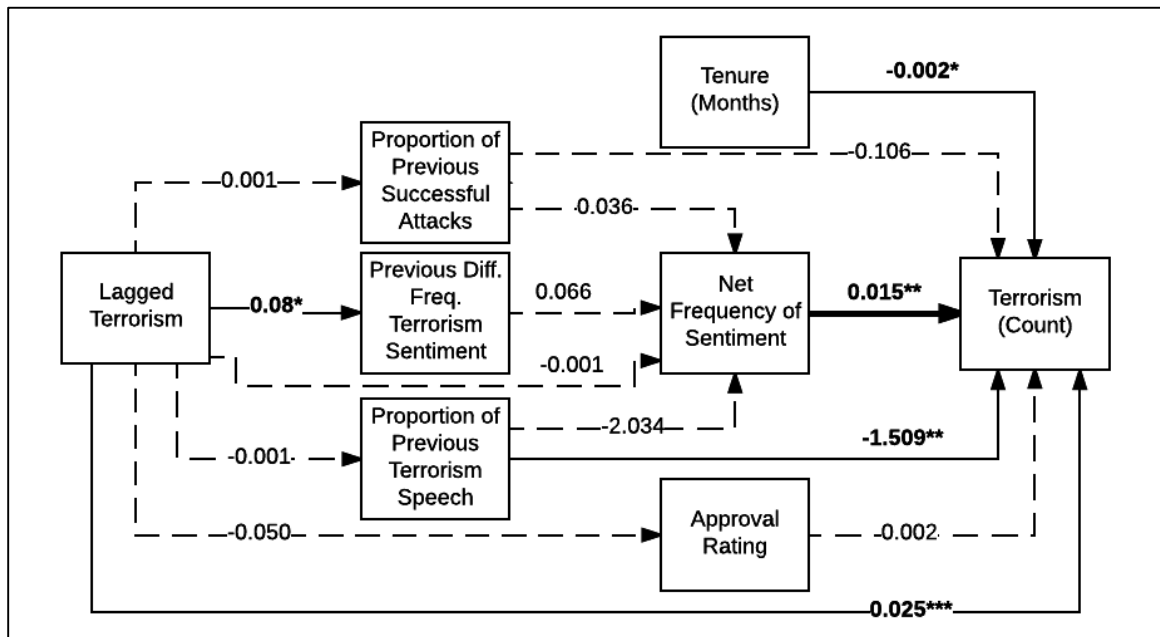 Tenure
(Months)
-0.002*
Proportion of
Previous
Successful
Attacks
-0.106
0.001
0.036
Lagged
Terrorism
0.08*
Previous Diff.
Freq.
Terrorism
Sentiment
0.066
Net
Frequency of
Sentiment
0.015**
Terrorism
(Count)
-0.001
Proportion of
Previous
Terrorism
Speech
-0.001
-2.034
-1.509**
Approval
Rating
-0.050
-0.002
0.025***